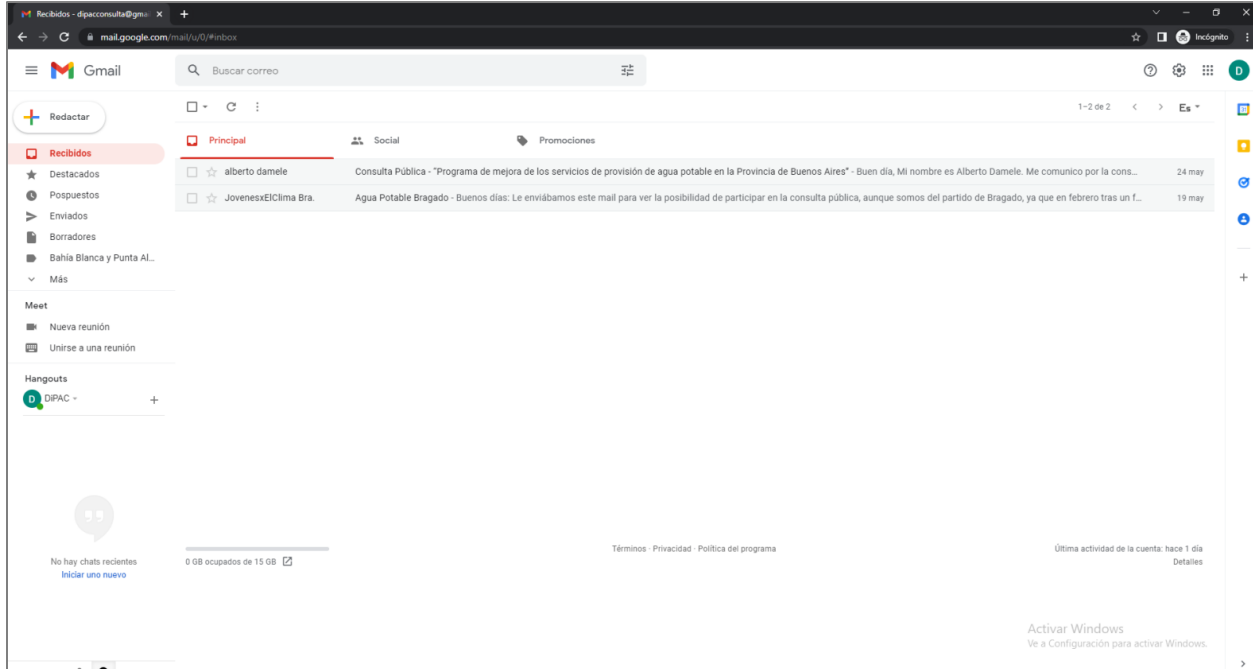 Recibidos - dipacconsulta@gmai
mail.google.com/mail/u/0/#inbox
Incógnito
Gmail
Buscar correo
D
Redactar
1-2 de 2
Es
Principal
Social
Promociones
Recibidos
alberto damele
Consulta Pública - "Programa de mejora de los servicios de provisión de agua potable en la Provincia de Buenos Aires" - Buen día, Mi nombre es Alberto Damele. Me comunico por la cons...
24 may
Destacados
JovenesxElClima Bra.
Agua Potable Bragado - Buenos días: Le enviábamos este mail para ver la posibilidad de participar en la consulta pública, aunque somos del partido de Bragado, ya que en febrero tras un f...
19 may
Pospuestos
Enviados
Borradores
Bahía Blanca y Punta Al...
Más
Meet
Nueva reunión
Unirse a una reunión
Hangouts
D DiPAC
No hay chats recientes
Iniciar uno nuevo
0 GB ocupados de 15 GB
Términos · Privacidad · Política del programa
Última actividad de la cuenta: hace 1 día
Detalles
Activar Windows
Ve a Configuración para activar Windows.